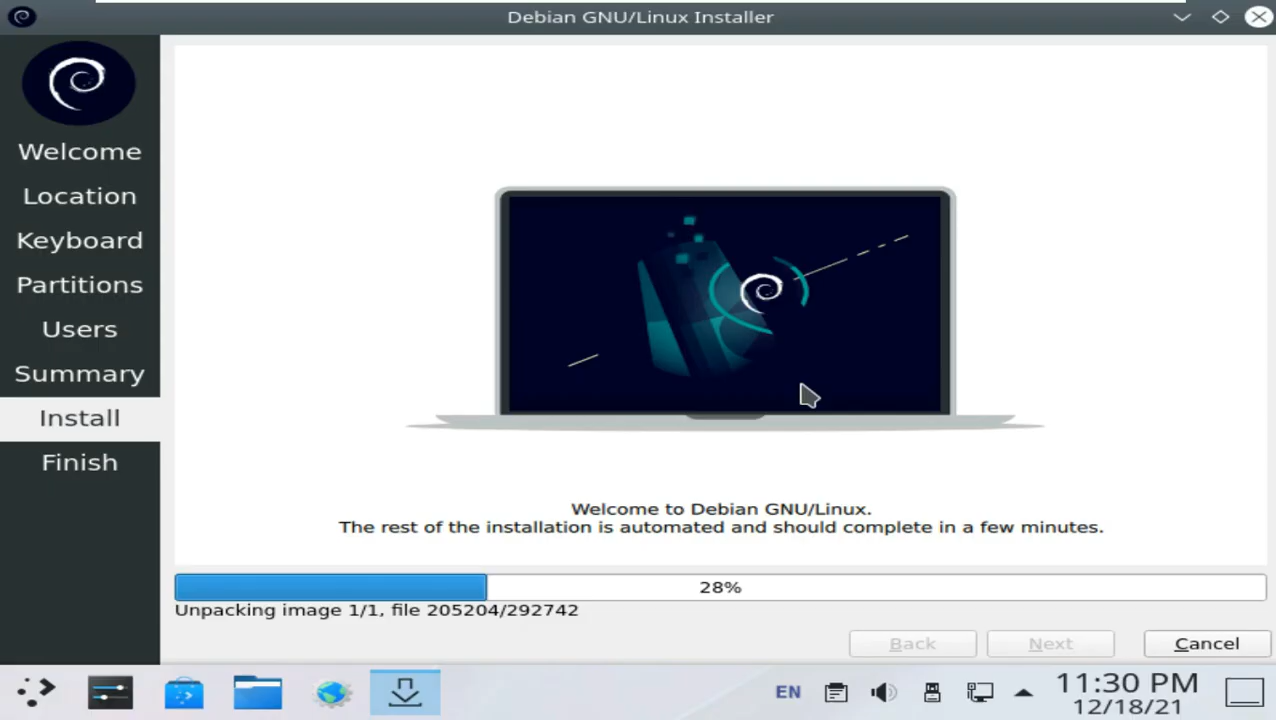 Debian GNU/Linux Installer
Welcome
Location
Keyboard
Partitions
Users
Summary
Install
Finish
Welcome to Debian GNU/Linux.
The rest of the installation is automated and should complete in a few minutes.
28%
Unpacking image 1/1, file 205204/292742
Back Next Cancel
EN 11:30 PM
12/18/21